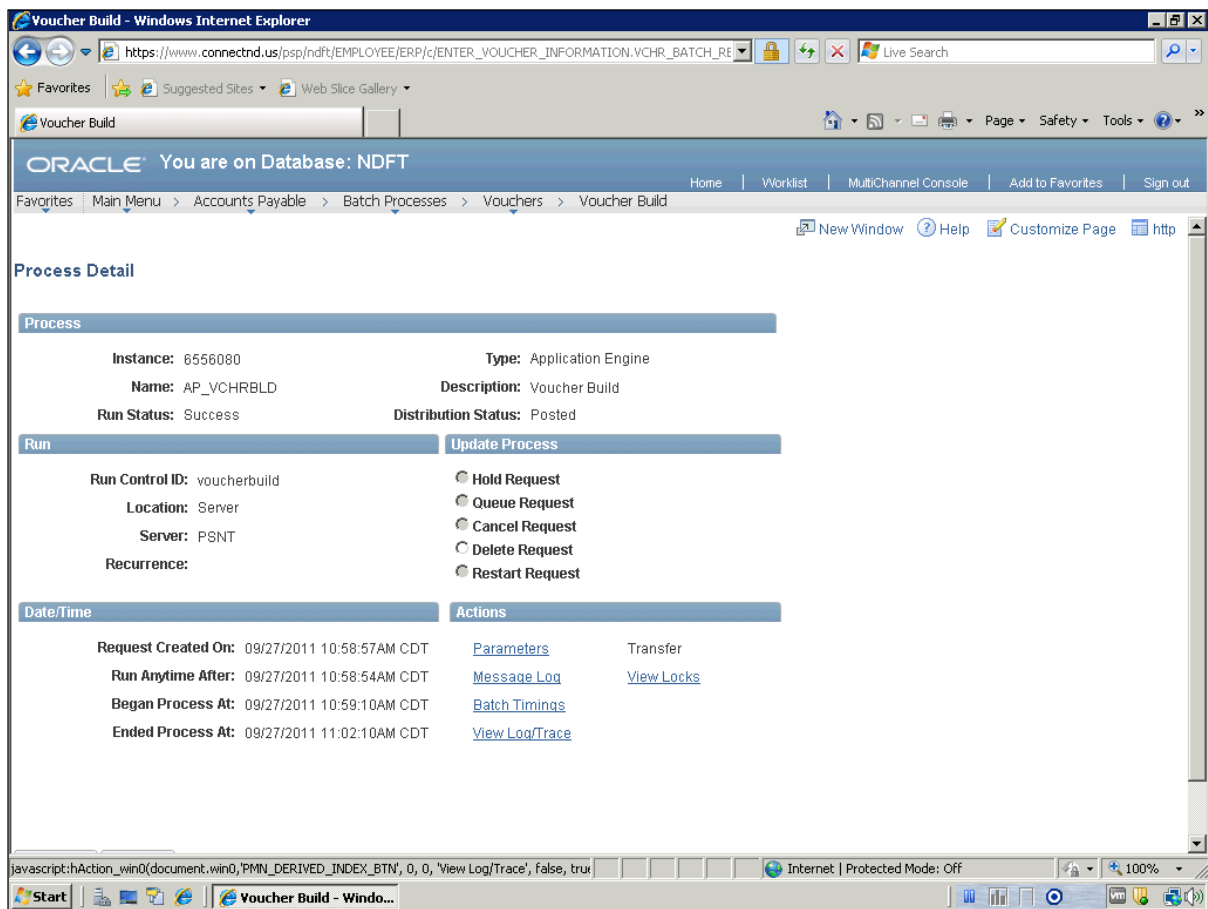 Voucher Build - Windows Internet Explorer
https://www.connectnd.us/psp/ndft/EMPLOYEE/ERP/c/ENTER_VOUCHER_INFORMATION.VCHR_BATCH_RE
Live Search
Favorites Suggested Sites Web Slice Gallery
Voucher Build
Page Safety Tools »
ORACLE You are on Database: NDFT
Home | Worklist | MultiChannel Console | Add to Favorites | Sign out
Favorites Main Menu > Accounts Payable > Batch Processes > Vouchers > Voucher Build
New Window Help Customize Page http
Process Detail
Process
Instance: 6556080 Type: Application Engine
Name: AP_VCHRBLD Description: Voucher Build
Run Status: Success Distribution Status: Posted
Run Update Process
Run Control ID: voucherbuild Hold Request
Location: Server Queue Request
Server: PSNT Cancel Request
Recurrence: Delete Request
Restart Request
Date/Time Actions
Request Created On: 09/27/2011 10:58:57AM CDT Parameters Transfer
Run Anytime After: 09/27/2011 10:58:54AM CDT Message Log View Locks
Began Process At: 09/27/2011 10:59:10AM CDT Batch Timings
Ended Process At: 09/27/2011 11:02:10AM CDT View Log/Trace
javascript:hAction_win0(document.win0,'PMN_DERIVED_INDEX_BTN', 0, 0, 'View Log/Trace', false, true Internet | Protected Mode: Off 100%
Start Voucher Build - Windo...